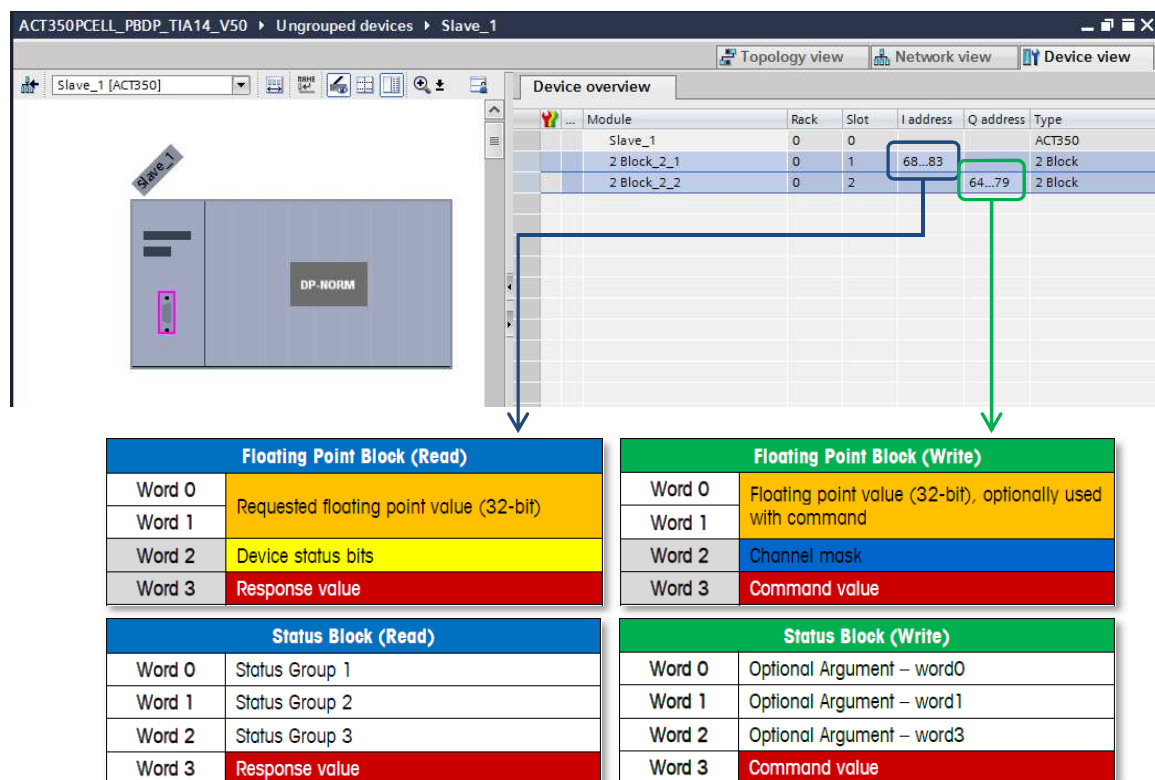 ACT350PCELL_PBDP_TIA14_V50 ▸ Ungrouped devices ▸ Slave_1
Topology view
Network view
Device view
Slave_1 [ACT350]
Device overview
... Module Rack Slot I address Q address Type
Slave_1 0 0 ACT350
2 Block_2_1 0 1 68...83 2 Block
2 Block_2_2 0 2 64...79 2 Block
Slave_1
DP-NORM
Floating Point Block (Read)
Word 0
Requested floating point value (32-bit)
Word 1
Word 2 Device status bits
Word 3 Response value
Floating Point Block (Write)
Word 0 Floating point value (32-bit), optionally used
Word 1 with command
Word 2 Channel mask
Word 3 Command value
Status Block (Read)
Word 0 Status Group 1
Word 1 Status Group 2
Word 2 Status Group 3
Word 3 Response value
Status Block (Write)
Word 0 Optional Argument – word0
Word 1 Optional Argument – word1
Word 2 Optional Argument – word3
Word 3 Command value